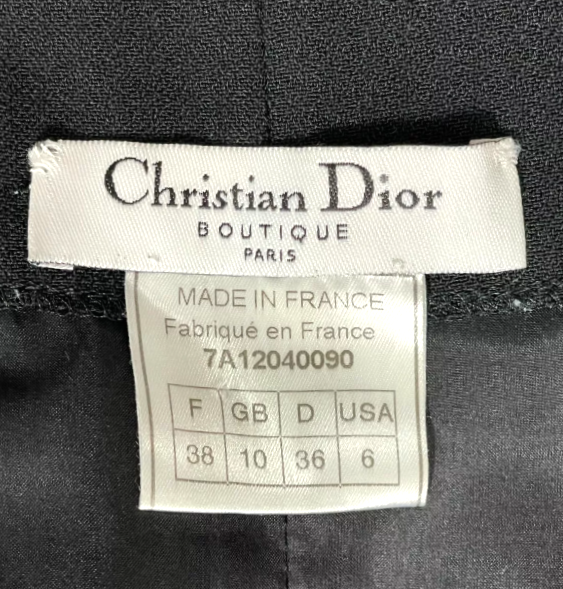 Christian Dior
BOUTIQUE
PARIS
MADE IN FRANCE
Fabriqué en France
7A12040090
F GB D USA
38 10 36 6